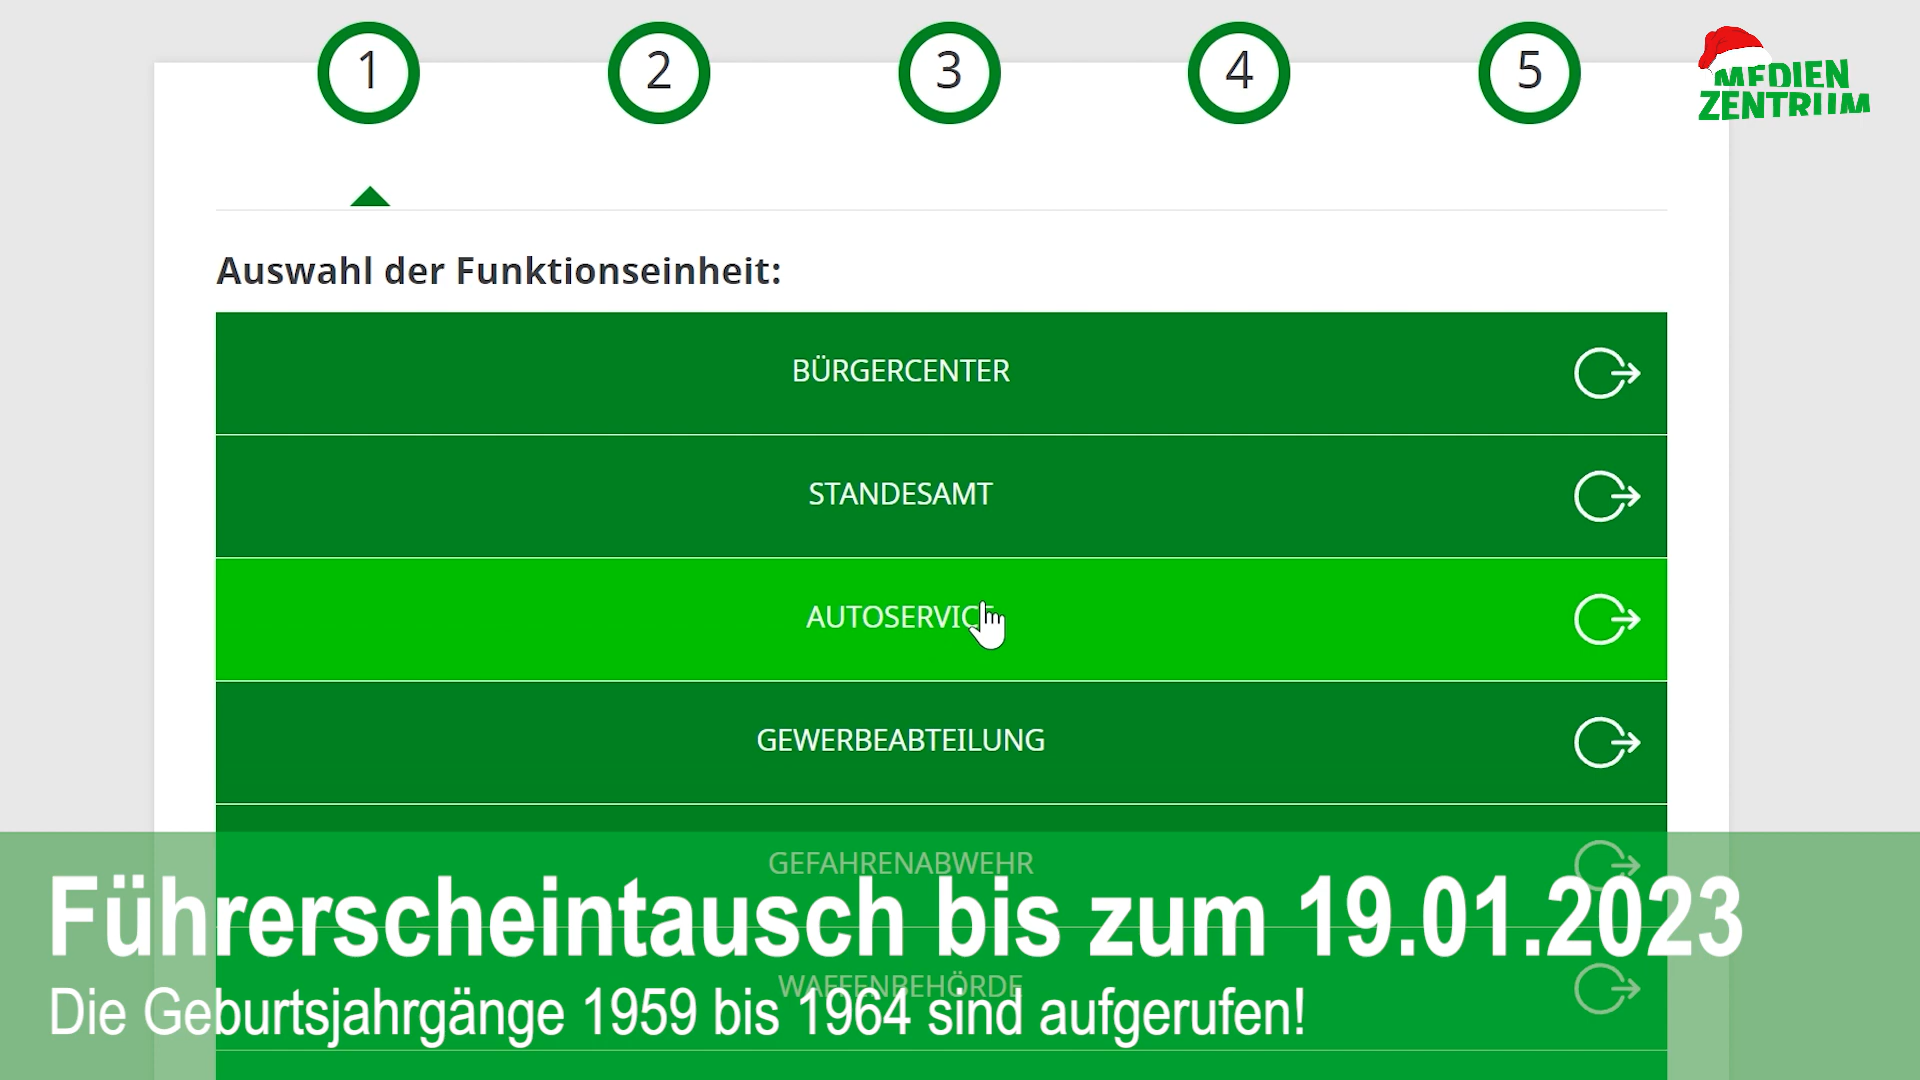 1 2 3 4 5
MEDIEN
ZENTRUM
Auswahl der Funktionseinheit:
BÜRGERCENTER
STANDESAMT
AUTOSERVICE
GEWERBEABTEILUNG
GEFAHRENABWEHR
Führerscheintausch bis zum 19.01.2023
WAFFENBEHÖRDE
Die Geburtsjahrgänge 1959 bis 1964 sind aufgerufen!